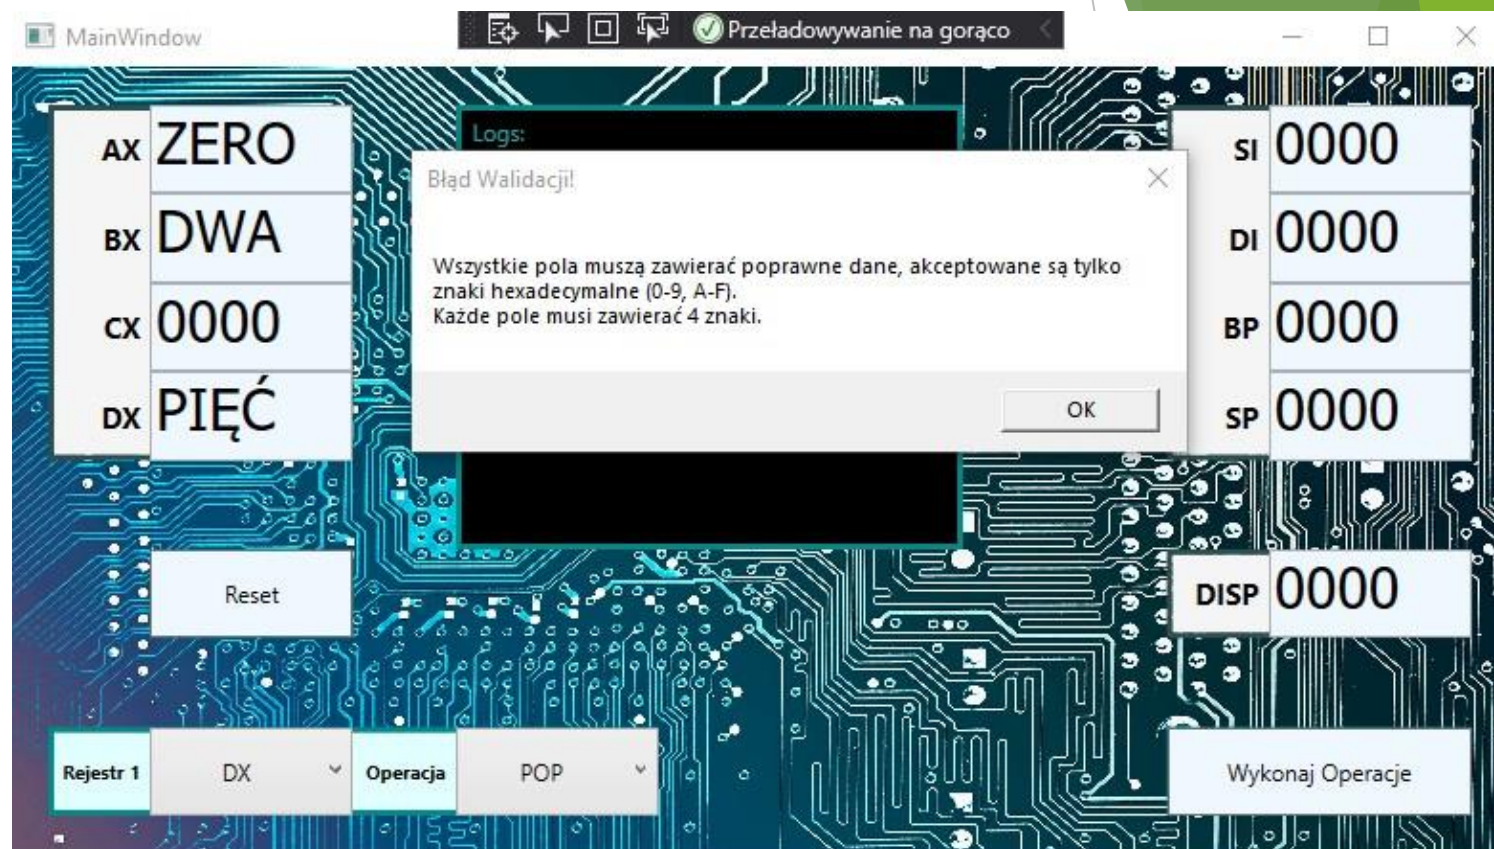 MainWindow
Przeładowywanie na gorąco
AX ZERO
BX DWA
CX 0000
DX PIĘĆ
Logs:
Błąd Walidacji!
Wszystkie pola muszą zawierać poprawne dane, akceptowane są tylko
znaki hexadecymalne (0-9, A-F).
Każde pole musi zawierać 4 znaki.
OK
SI 0000
DI 0000
BP 0000
SP 0000
Reset
DISP 0000
Rejestr 1 DX Operacja POP
Wykonaj Operacje